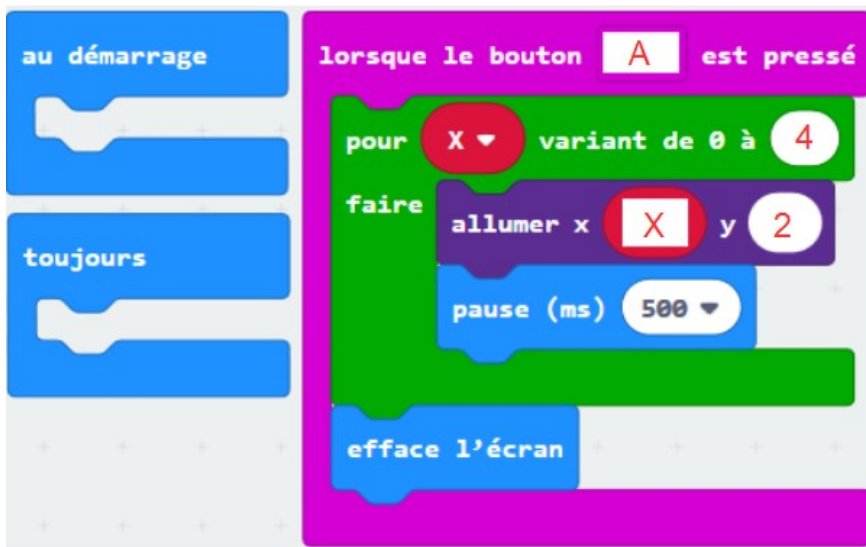 au démarrage
toujours
lorsque le bouton A est pressé
pour X variant de 0 à 4
faire
allumer x X y 2
pause (ms) 500
efface l'écran